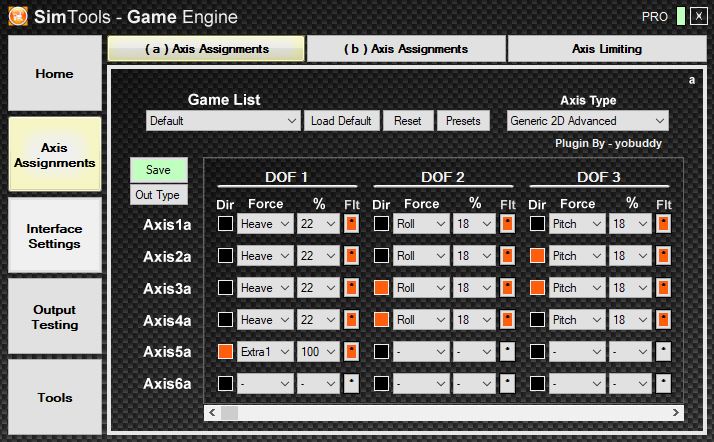 SimTools - Game Engine PRO X
Home
Axis Assignments
Interface Settings
Output Testing
Tools
( a ) Axis Assignments ( b ) Axis Assignments Axis Limiting
a
Game List Axis Type
Default Load Default Reset Presets Generic 2D Advanced
Plugin By - yobuddy
Save
Out Type
DOF 1 DOF 2 DOF 3
Dir Force % Flt Dir Force % Flt Dir Force % Flt
Axis1a Heave 22 * Roll 18 * Pitch 18 *
Axis2a Heave 22 * Roll 18 * Pitch 18 *
Axis3a Heave 22 * Roll 18 * Pitch 18 *
Axis4a Heave 22 * Roll 18 * Pitch 18 *
Axis5a Extra1 100 * - - * - - *
Axis6a - - * - - * - - *